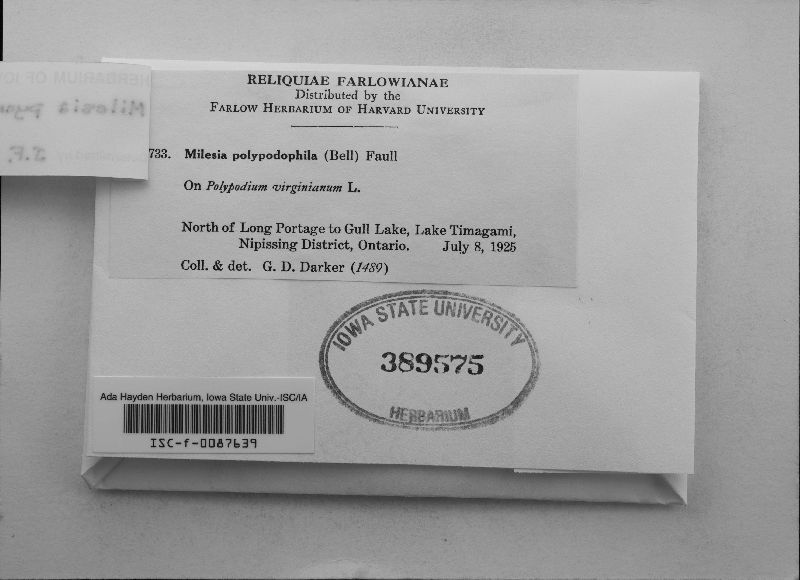 RELIQUIAE FARLOWIANAE
Distributed by the
FARLOW HERBARIUM OF HARVARD UNIVERSITY
733. Milesia polypodophila (Bell) Faull
On Polypodium virginianum L.
North of Long Portage to Gull Lake, Lake Timagami,
Nipissing District, Ontario. July 8, 1925
Coll. & det. G. D. Darker (1489)
IOWA STATE UNIVERSITY
389575
HERBARIUM
Ada Hayden Herbarium, Iowa State Univ.-ISC/IA
ISC-f-0087639